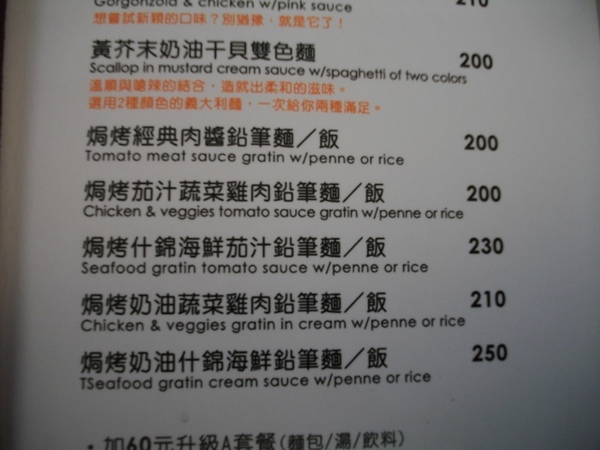 Gorgonzola & chicken w/pink sauce 210
想嘗試新穎的口味？別猶豫，就是它了！
黃芥末奶油干貝雙色麵 200
Scallop in mustard cream sauce w/spaghetti of two colors
溫順與嗆辣的結合，造就出柔和的滋味。
選用2種顏色的義大利麵，一次給你兩種滿足。
焗烤經典肉醬鉛筆麵／飯 200
Tomato meat sauce gratin w/penne or rice
焗烤茄汁蔬菜雞肉鉛筆麵／飯 200
Chicken & veggies tomato sauce gratin w/penne or rice
焗烤什錦海鮮茄汁鉛筆麵／飯 230
Seafood gratin tomato sauce w/penne or rice
焗烤奶油蔬菜雞肉鉛筆麵／飯 210
Chicken & veggies gratin in cream w/penne or rice
焗烤奶油什錦海鮮鉛筆麵／飯 250
TSeafood gratin cream sauce w/penne or rice
・加60元升級A套餐(麵包/湯/飲料)